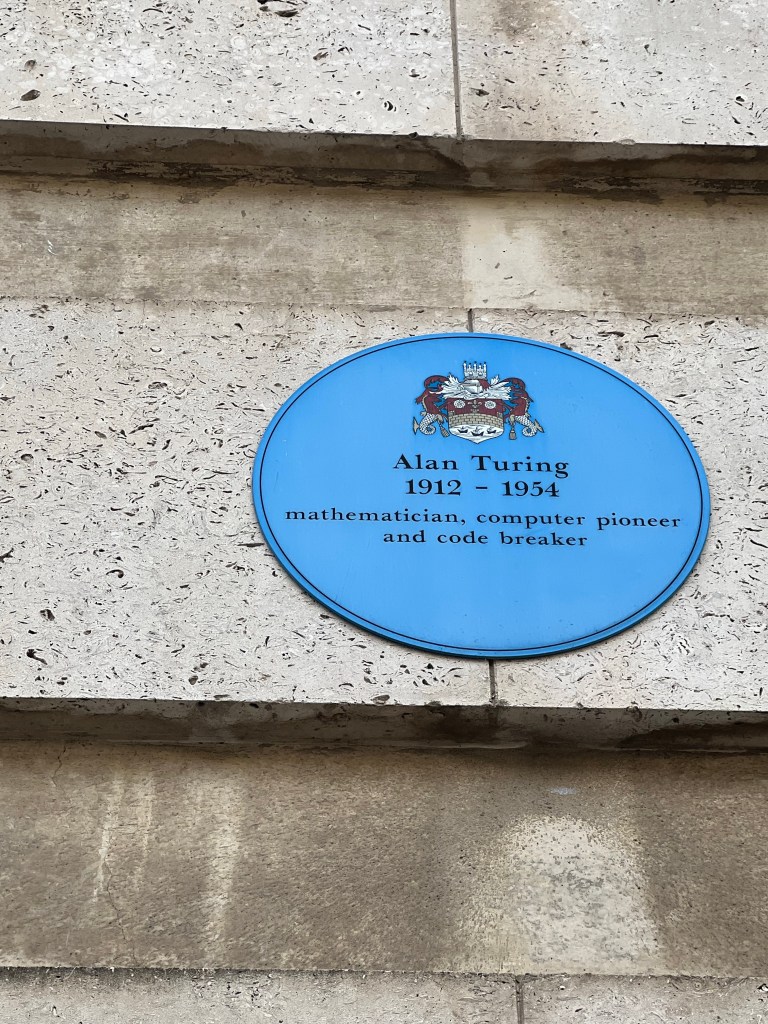 Alan Turing
1912 - 1954
mathematician, computer pioneer
and code breaker